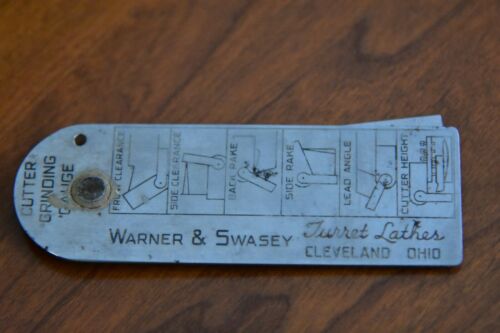 CUTTER
GRINDING
GAUGE
FRONT CLEARANCE
SIDE CLEARANCE
BACK RAKE
SIDE RAKE
LEAD ANGLE
CUTTER HEIGHT
WARNER & SWASEY Turret Lathes
CLEVELAND OHIO